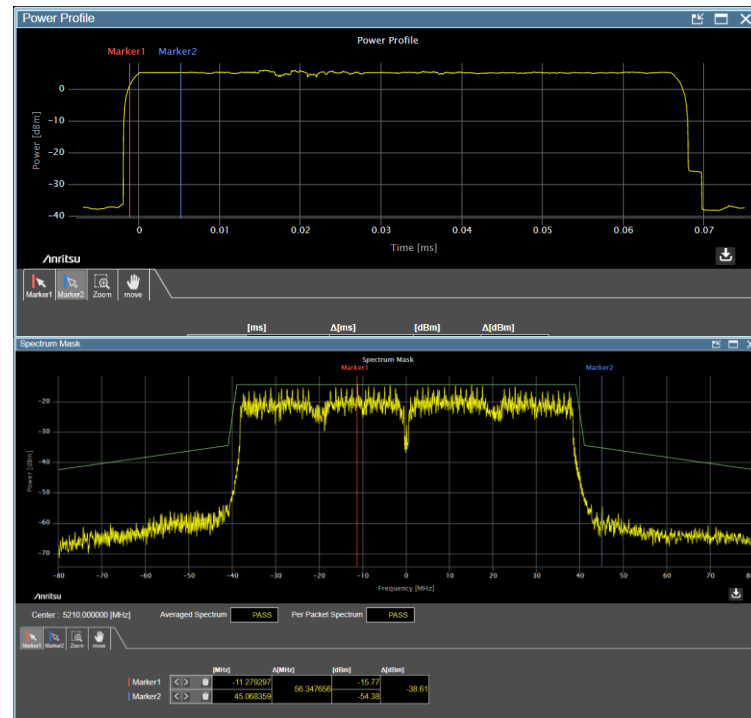 Power Profile
Power Profile
Marker1 Marker2
0
-10
-20
-30
-40
Power [dBm]
0 0.01 0.02 0.03 0.04 0.05 0.06 0.07
Time [ms]
Anritsu
Marker1 Marker2 Zoom move
[ms] Δ[ms] [dBm] Δ[dBm]
Spectrum Mask
Spectrum Mask
Marker1 Marker2
-20
-30
-40
-50
-60
-70
Power [dBm]
-80 -70 -60 -50 -40 -30 -20 -10 0 10 20 30 40 50 60 70 80
Frequency [MHz]
Anritsu
Center : 5210.000000 [MHz] Averaged Spectrum PASS Per Packet Spectrum PASS
Marker1 Marker2 Zoom move
[MHz] Δ[MHz] [dBm] Δ[dBm]
Marker1 -11.279297 56.347656 -15.77 -38.61
Marker2 45.068359 -54.38